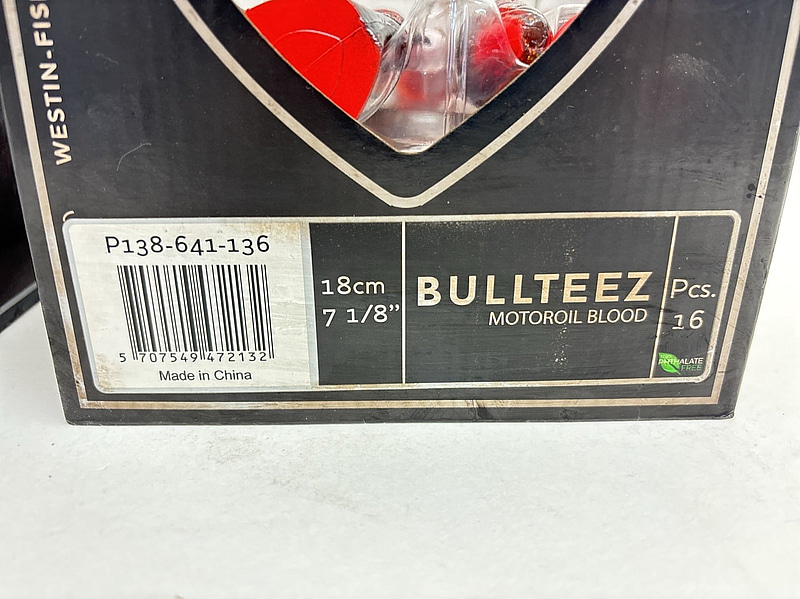 WESTIN-FIS
P138-641-136
5 707549 472132
Made in China
18cm
7 1/8”
BULLTEEZ
MOTOROIL BLOOD
Pcs.
16
PHTHALATE
FREE